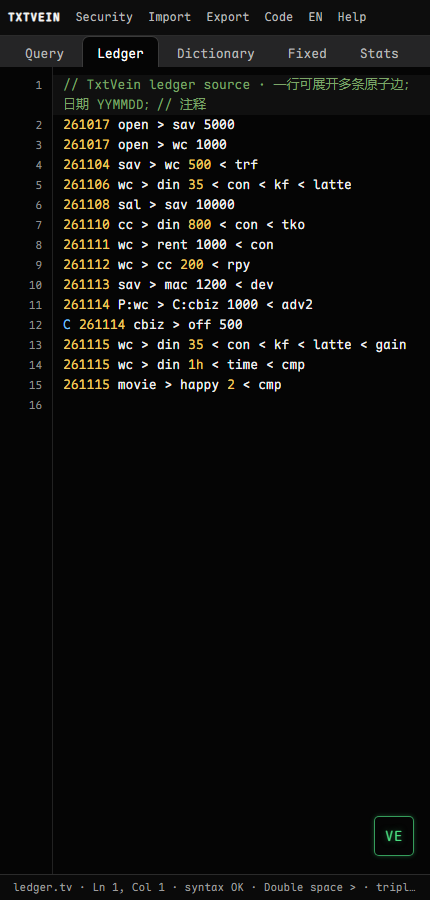 TXTVEIN Security Import Export Code EN Help
Query Ledger Dictionary Fixed Stats
1 // TxtVein ledger source · 一行可展开多条原子边;
日期 YYMMDD; // 注释
2 261017 open > sav 5000
3 261017 open > wc 1000
4 261104 sav > wc 500 < trf
5 261106 wc > din 35 < con < kf < latte
6 261108 sal > sav 10000
7 261110 cc > din 800 < con < tko
8 261111 wc > rent 1000 < con
9 261112 wc > cc 200 < rpy
10 261113 sav > mac 1200 < dev
11 261114 P:wc > C:cbiz 1000 < adv2
12 C 261114 cbiz > off 500
13 261115 wc > din 35 < con < kf < latte < gain
14 261115 wc > din 1h < time < cmp
15 261115 movie > happy 2 < cmp
16
VE
ledger.tv · Ln 1, Col 1 · syntax OK · Double space > · tripl…